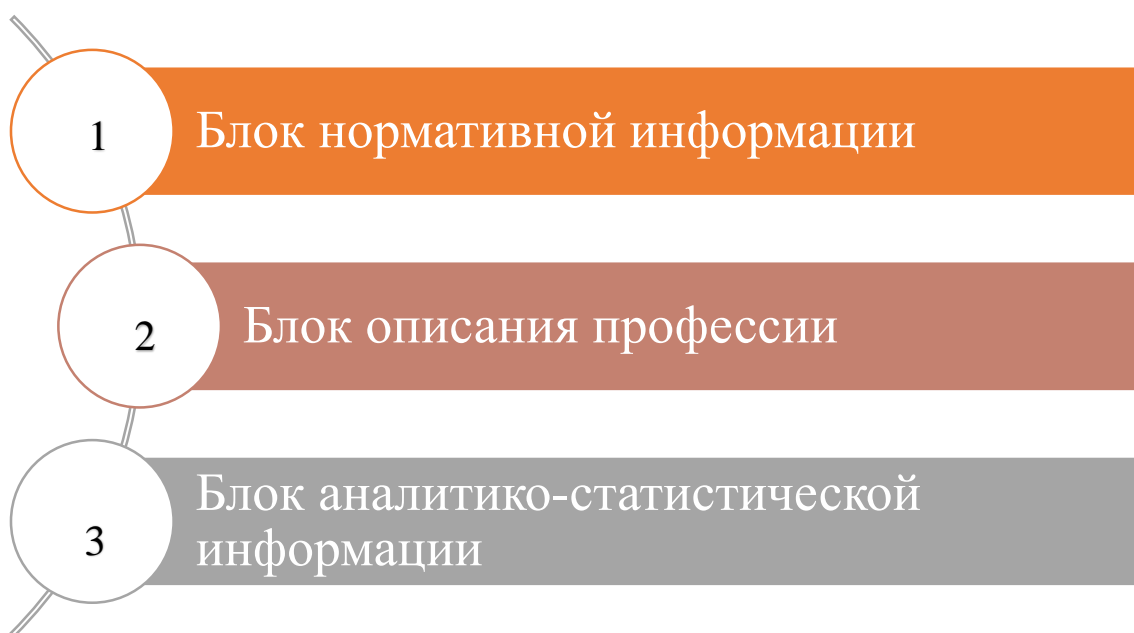 1
Блок нормативной информации
2
Блок описания профессии
3
Блок аналитико-статистической
информации